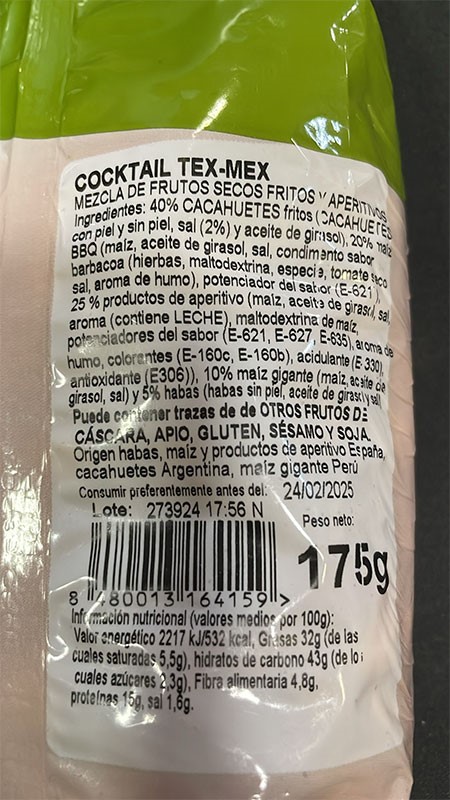 COCKTAIL TEX-MEX
MEZCLA DE FRUTOS SECOS FRITOS Y APERITIVOS
Ingredientes: 40% CACAHUETES fritos (CACAHUETES
con piel y sin piel, sal (2%) y aceite de girasol), 20% maíz
BBQ (maíz, aceite de girasol, sal, condimento sabor
barbacoa (hierbas, maltodextrina, especia, tomate seco
sal, aroma de humo), potenciador del sabor (E-621),
25 % productos de aperitivo (maíz, aceite de girasol, sal,
aroma (contiene LECHE), maltodextrina de maíz,
potenciadores del sabor (E-621, E-627, E-635), aroma de
humo, colorantes (E-160c, E-160b), acidulante (E-330),
antioxidante (E306)), 10% maíz gigante (maíz, aceite de
girasol, sal) y 5% habas (habas sin piel, aceite de girasol y sal)
Puede contener trazas de de OTROS FRUTOS DE
CÁSCARA, APIO, GLUTEN, SÉSAMO Y SOJA.
Origen habas, maíz y productos de aperitivo España,
cacahuetes Argentina, maíz gigante Perú
Consumir preferentemente antes del: 24/02/2025
Lote: 273924 17:56 N
Peso neto:
175g
8 480013 164159 >
Información nutricional (valores medios por 100g):
Valor energético 2217 kJ/532 kcal, Grasas 32g (de las
cuales saturadas 5,5g), hidratos de carbono 43g (de los
cuales azúcares 2,3g), Fibra alimentaria 4,8g,
proteínas 15g, sal 1,6g.